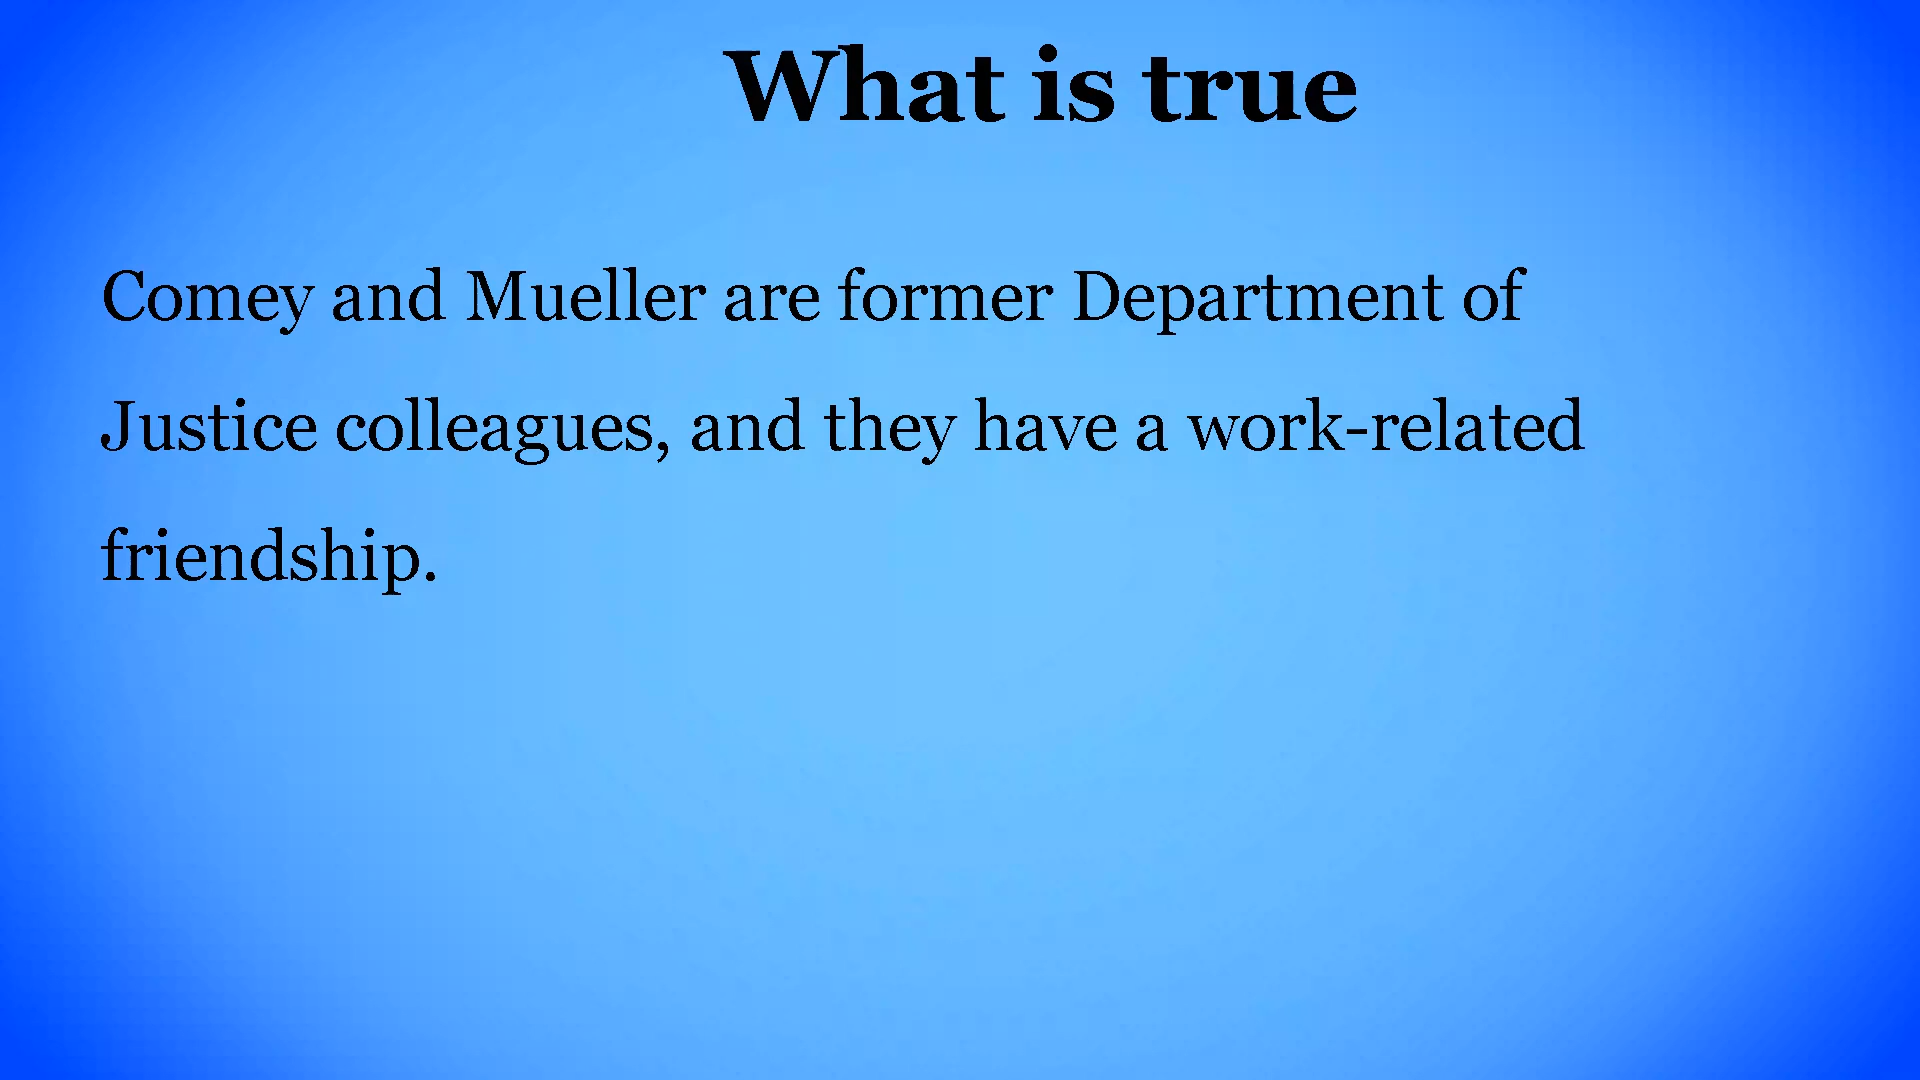 What is true
Comey and Mueller are former Department of
Justice colleagues, and they have a work-related
friendship.